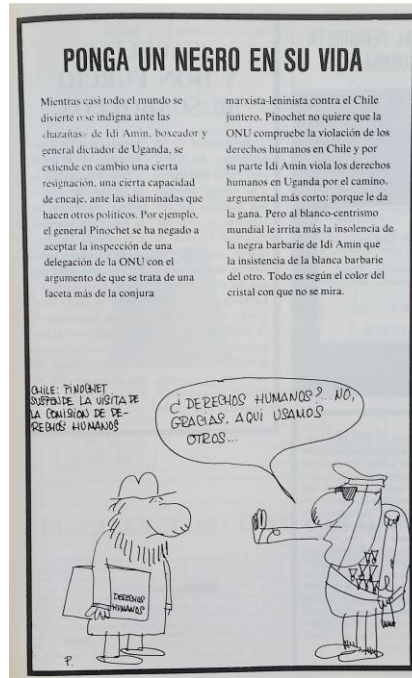 PONGA UN NEGRO EN SU VIDA
Mientras casi todo el mundo se
divierte o se indigna ante las
«hazañas» de Idi Amin, boxeador y
general dictador de Uganda, se
extiende en cambio una cierta
resignación, una cierta capacidad
de encaje, ante las idiaminadas que
hacen otros políticos. Por ejemplo,
el general Pinochet se ha negado a
aceptar la inspección de una
delegación de la ONU con el
argumento de que se trata de una
faceta más de la conjura
marxista-leninista contra el Chile
juntero. Pinochet no quiere que la
ONU compruebe la violación de los
derechos humanos en Chile y por
su parte Idi Amin viola los derechos
humanos en Uganda por el camino,
argumental más corto: porque le da
la gana. Pero al blanco-centrismo
mundial le irrita más la insolencia de
la negra barbarie de Idi Amin que
la insistencia de la blanca barbarie
del otro. Todo es según el color del
cristal con que no se mira.
CHILE: PINOCHET
SUSPENDE LA VISITA DE
LA COMISION DE DE-
RECHOS HUMANOS
¿DERECHOS HUMANOS?... NO,
GRACIAS, AQUI USAMOS
OTROS...
DERECHOS
HUMANOS
P.